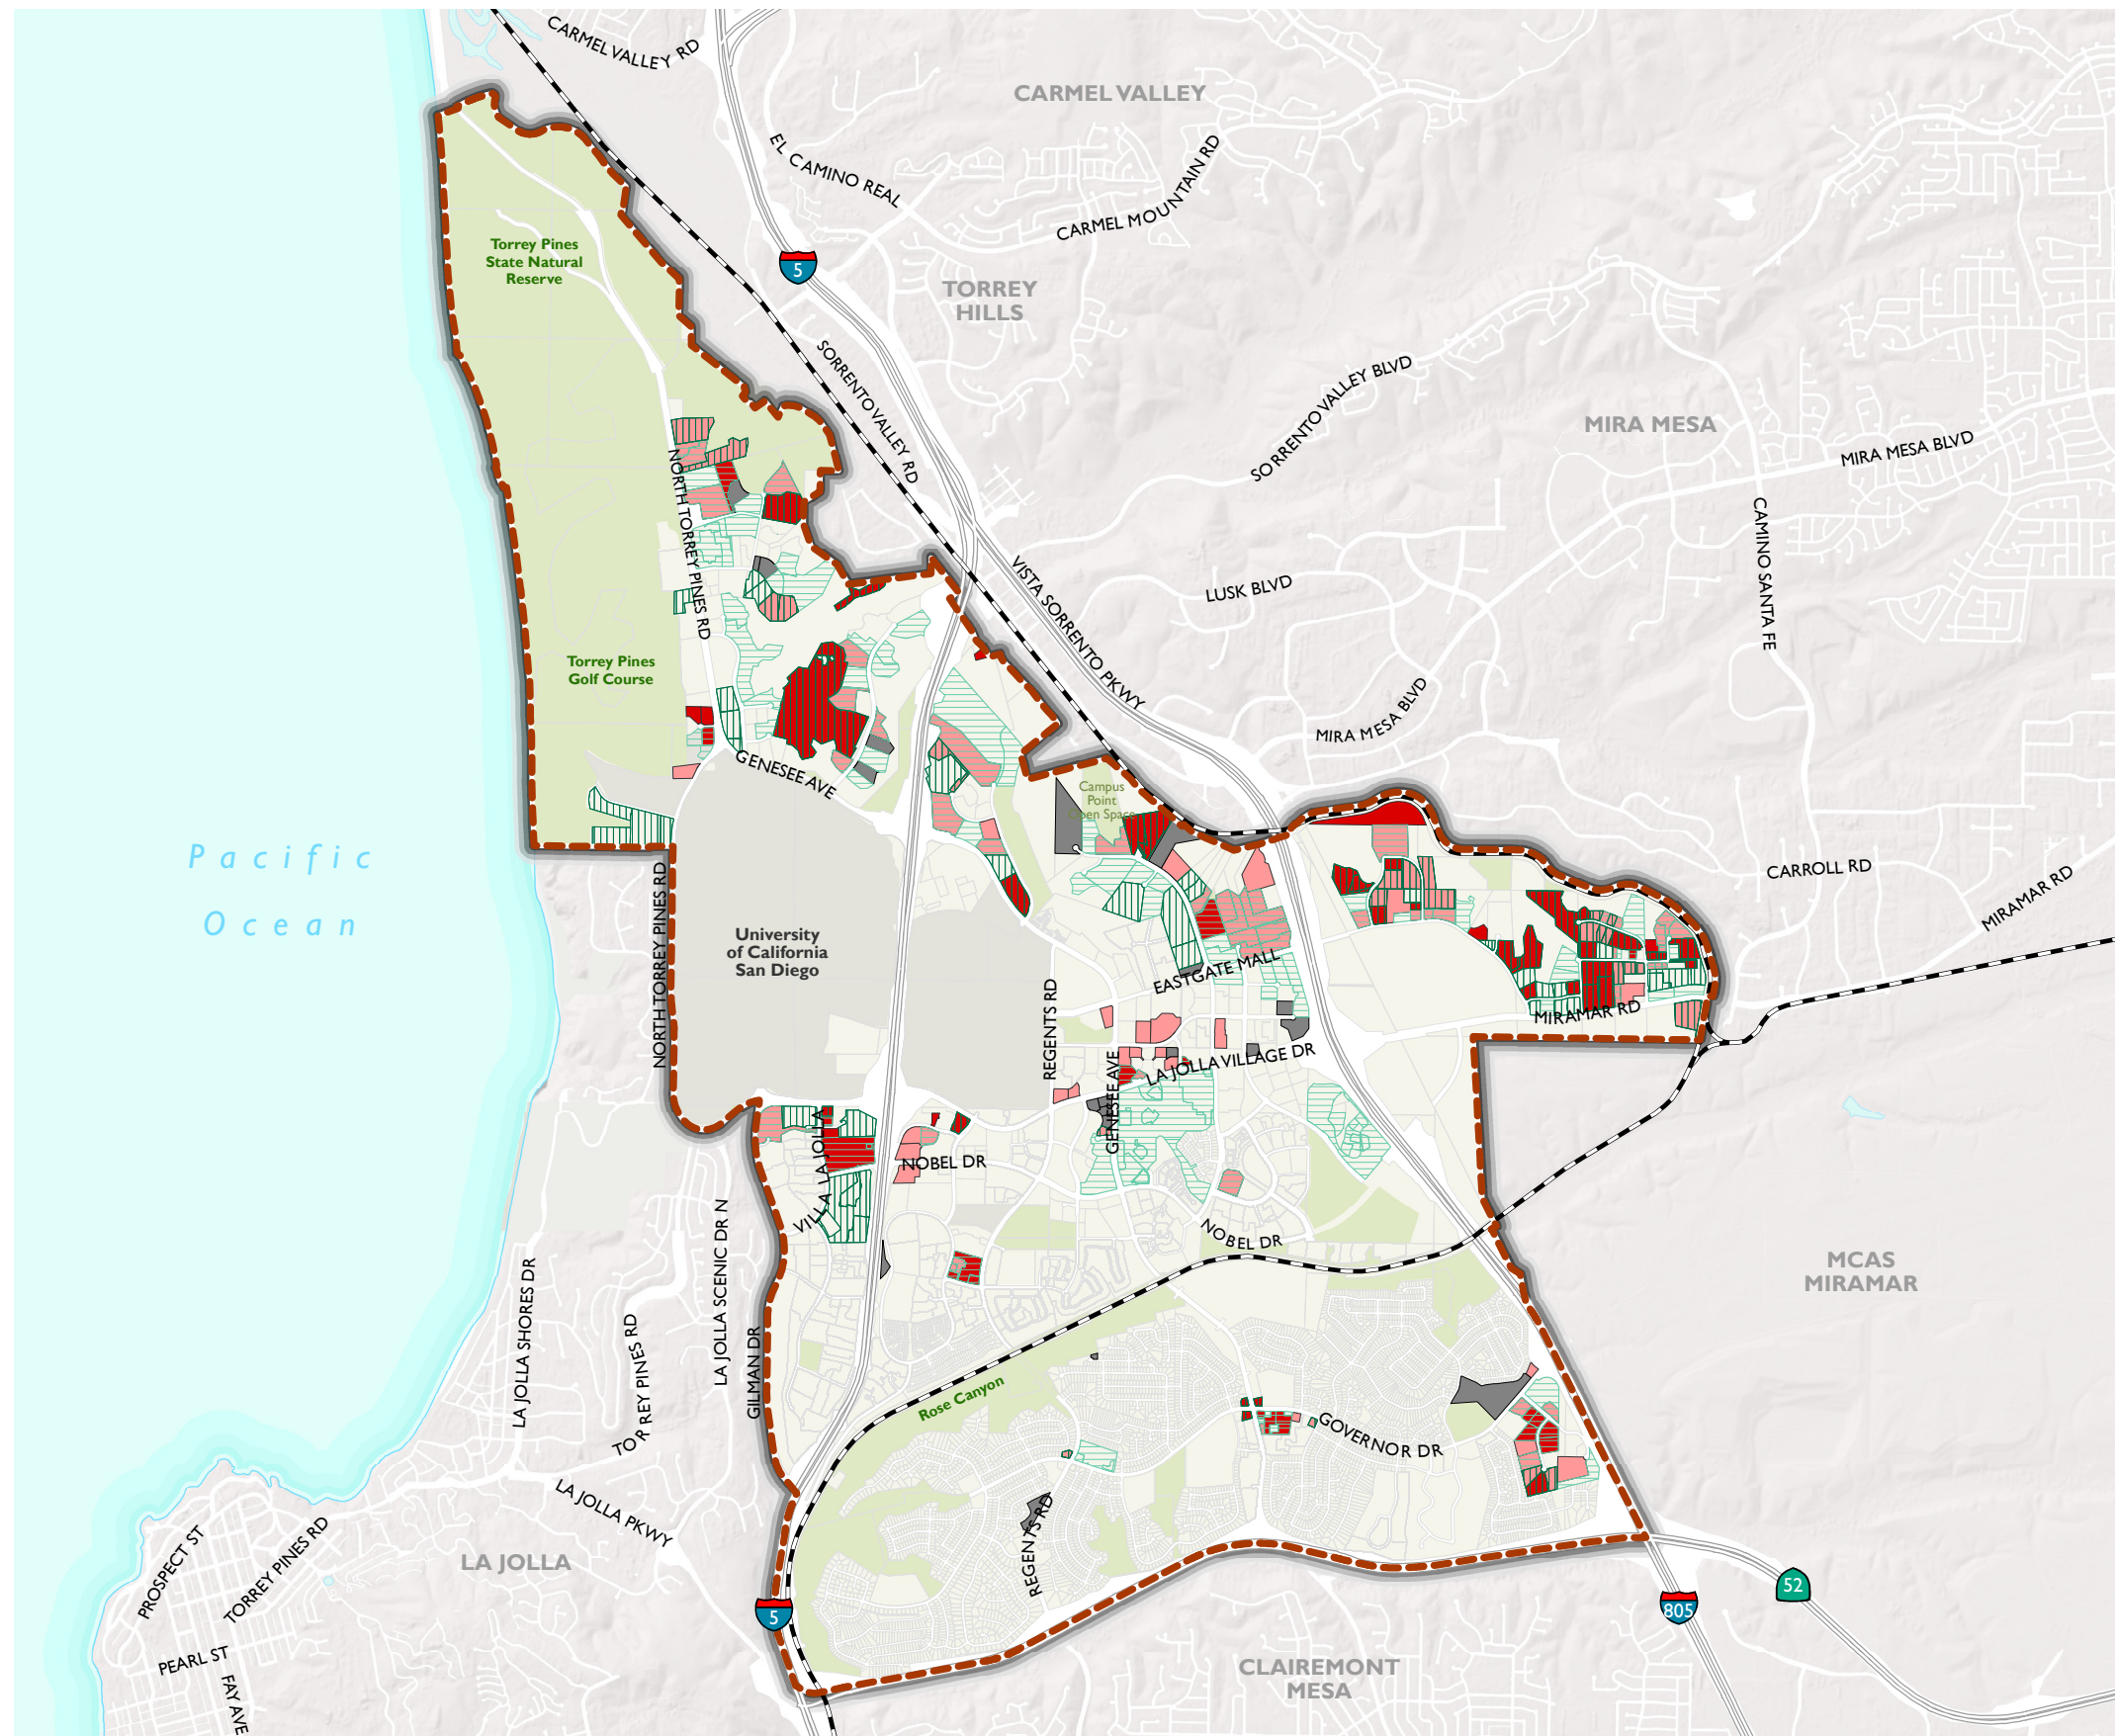 CARMEL VALLEY RD
CARMEL VALLEY
EL CAMINO REAL
CARMEL MOUNTAIN RD
Torrey Pines
State Natural
Reserve
5
TORREY
HILLS
SORRENTO VALLEY RD
SORRENTO VALLEY BLVD
MIRA MESA
MIRA MESA BLVD
NORTH TORREY PINES RD
CAMINO SANTA FE
VISTA SORRENTO PKWY
LUSK BLVD
Torrey Pines
Golf Course
MIRA MESA BLVD
GENESEE AVE
Campus
Point
Open Space
Pacific
Ocean
CARROLL RD
MIRAMAR RD
NORTH TORREY PINES RD
University
of California
San Diego
EASTGATE MALL
REGENTS RD
MIRAMAR RD
GENESEE AVE
LA JOLLA VILLAGE DR
VILLA LA JOLLA
NOBEL DR
NOBEL DR
LA JOLLA SHORES DR
LA JOLLA SCENIC DR N
TORREY PINES RD
GILMAN DR
MCAS
MIRAMAR
Rose Canyon
GOVERNOR DR
LA JOLLA PKWY
REGENTS RD
PROSPECT ST
TORREY PINES RD
LA JOLLA
5
805
52
PEARL ST
FAY AVE
CLAIREMONT
MESA